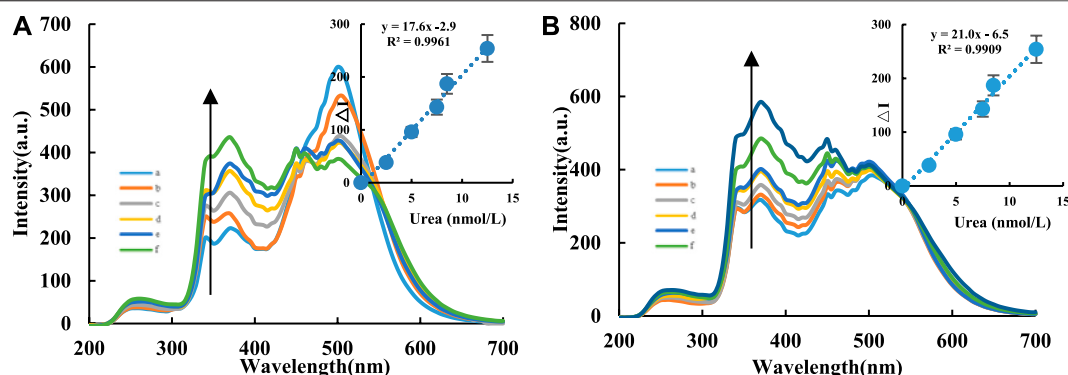 A
Intensity(a.u.)
700
600
500
400
300
200
100
0
200
300
400
500
600
700
Wavelength(nm)
a
b
c
d
e
f
y = 17.6x -2.9
R² = 0.9961
△I
300
200
100
0
0
5
10
15
Urea (nmol/L)
B
Intensity(a.u.)
800
600
400
200
0
200
300
400
500
600
700
Wavelength(nm)
a
b
c
d
e
f
y = 21.0x - 6.5
R² = 0.9909
△I
300
200
100
0
0
5
10
15
Urea (nmol/L)